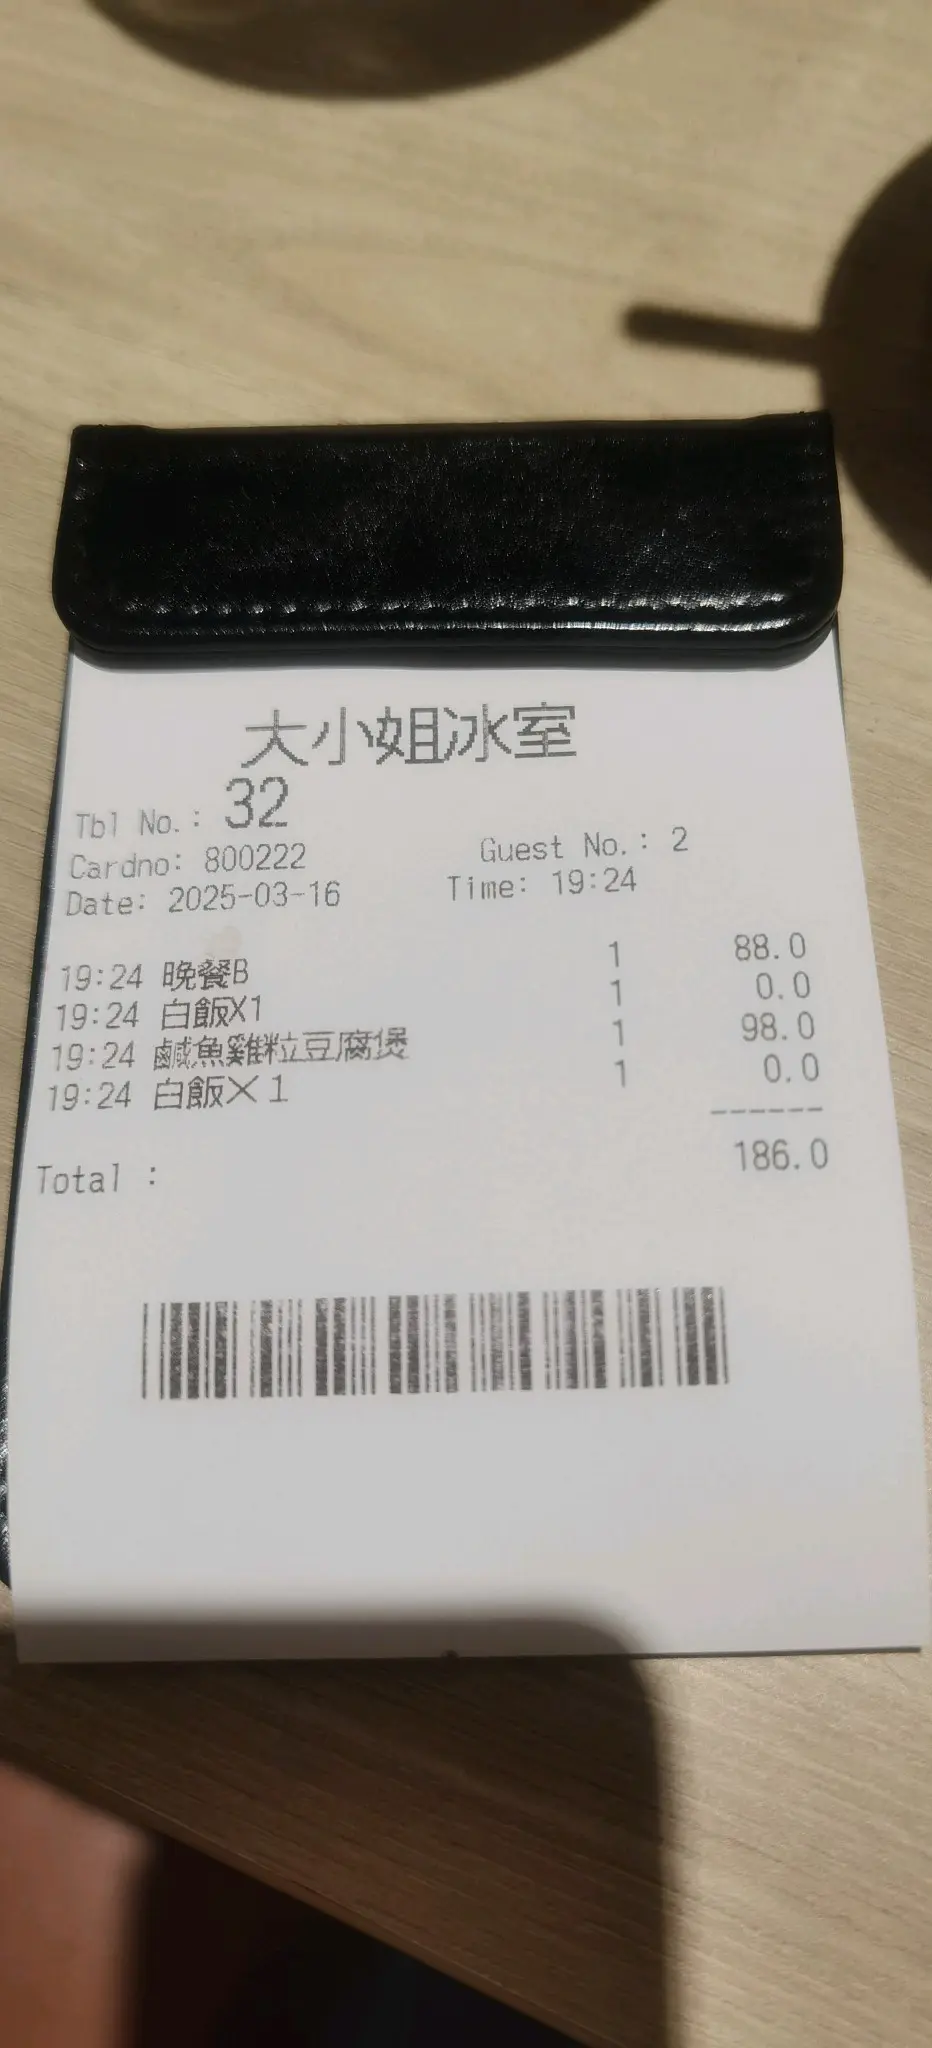 大小姐冰室
Tbl No.: 32
Cardno: 800222 Guest No.: 2
Date: 2025-03-16 Time: 19:24
19:24 晚餐B 1 88.0
19:24 白飯X1 1 0.0
19:24 鹹魚雞粒豆腐煲 1 98.0
19:24 白飯X1 1 0.0
------
Total : 186.0